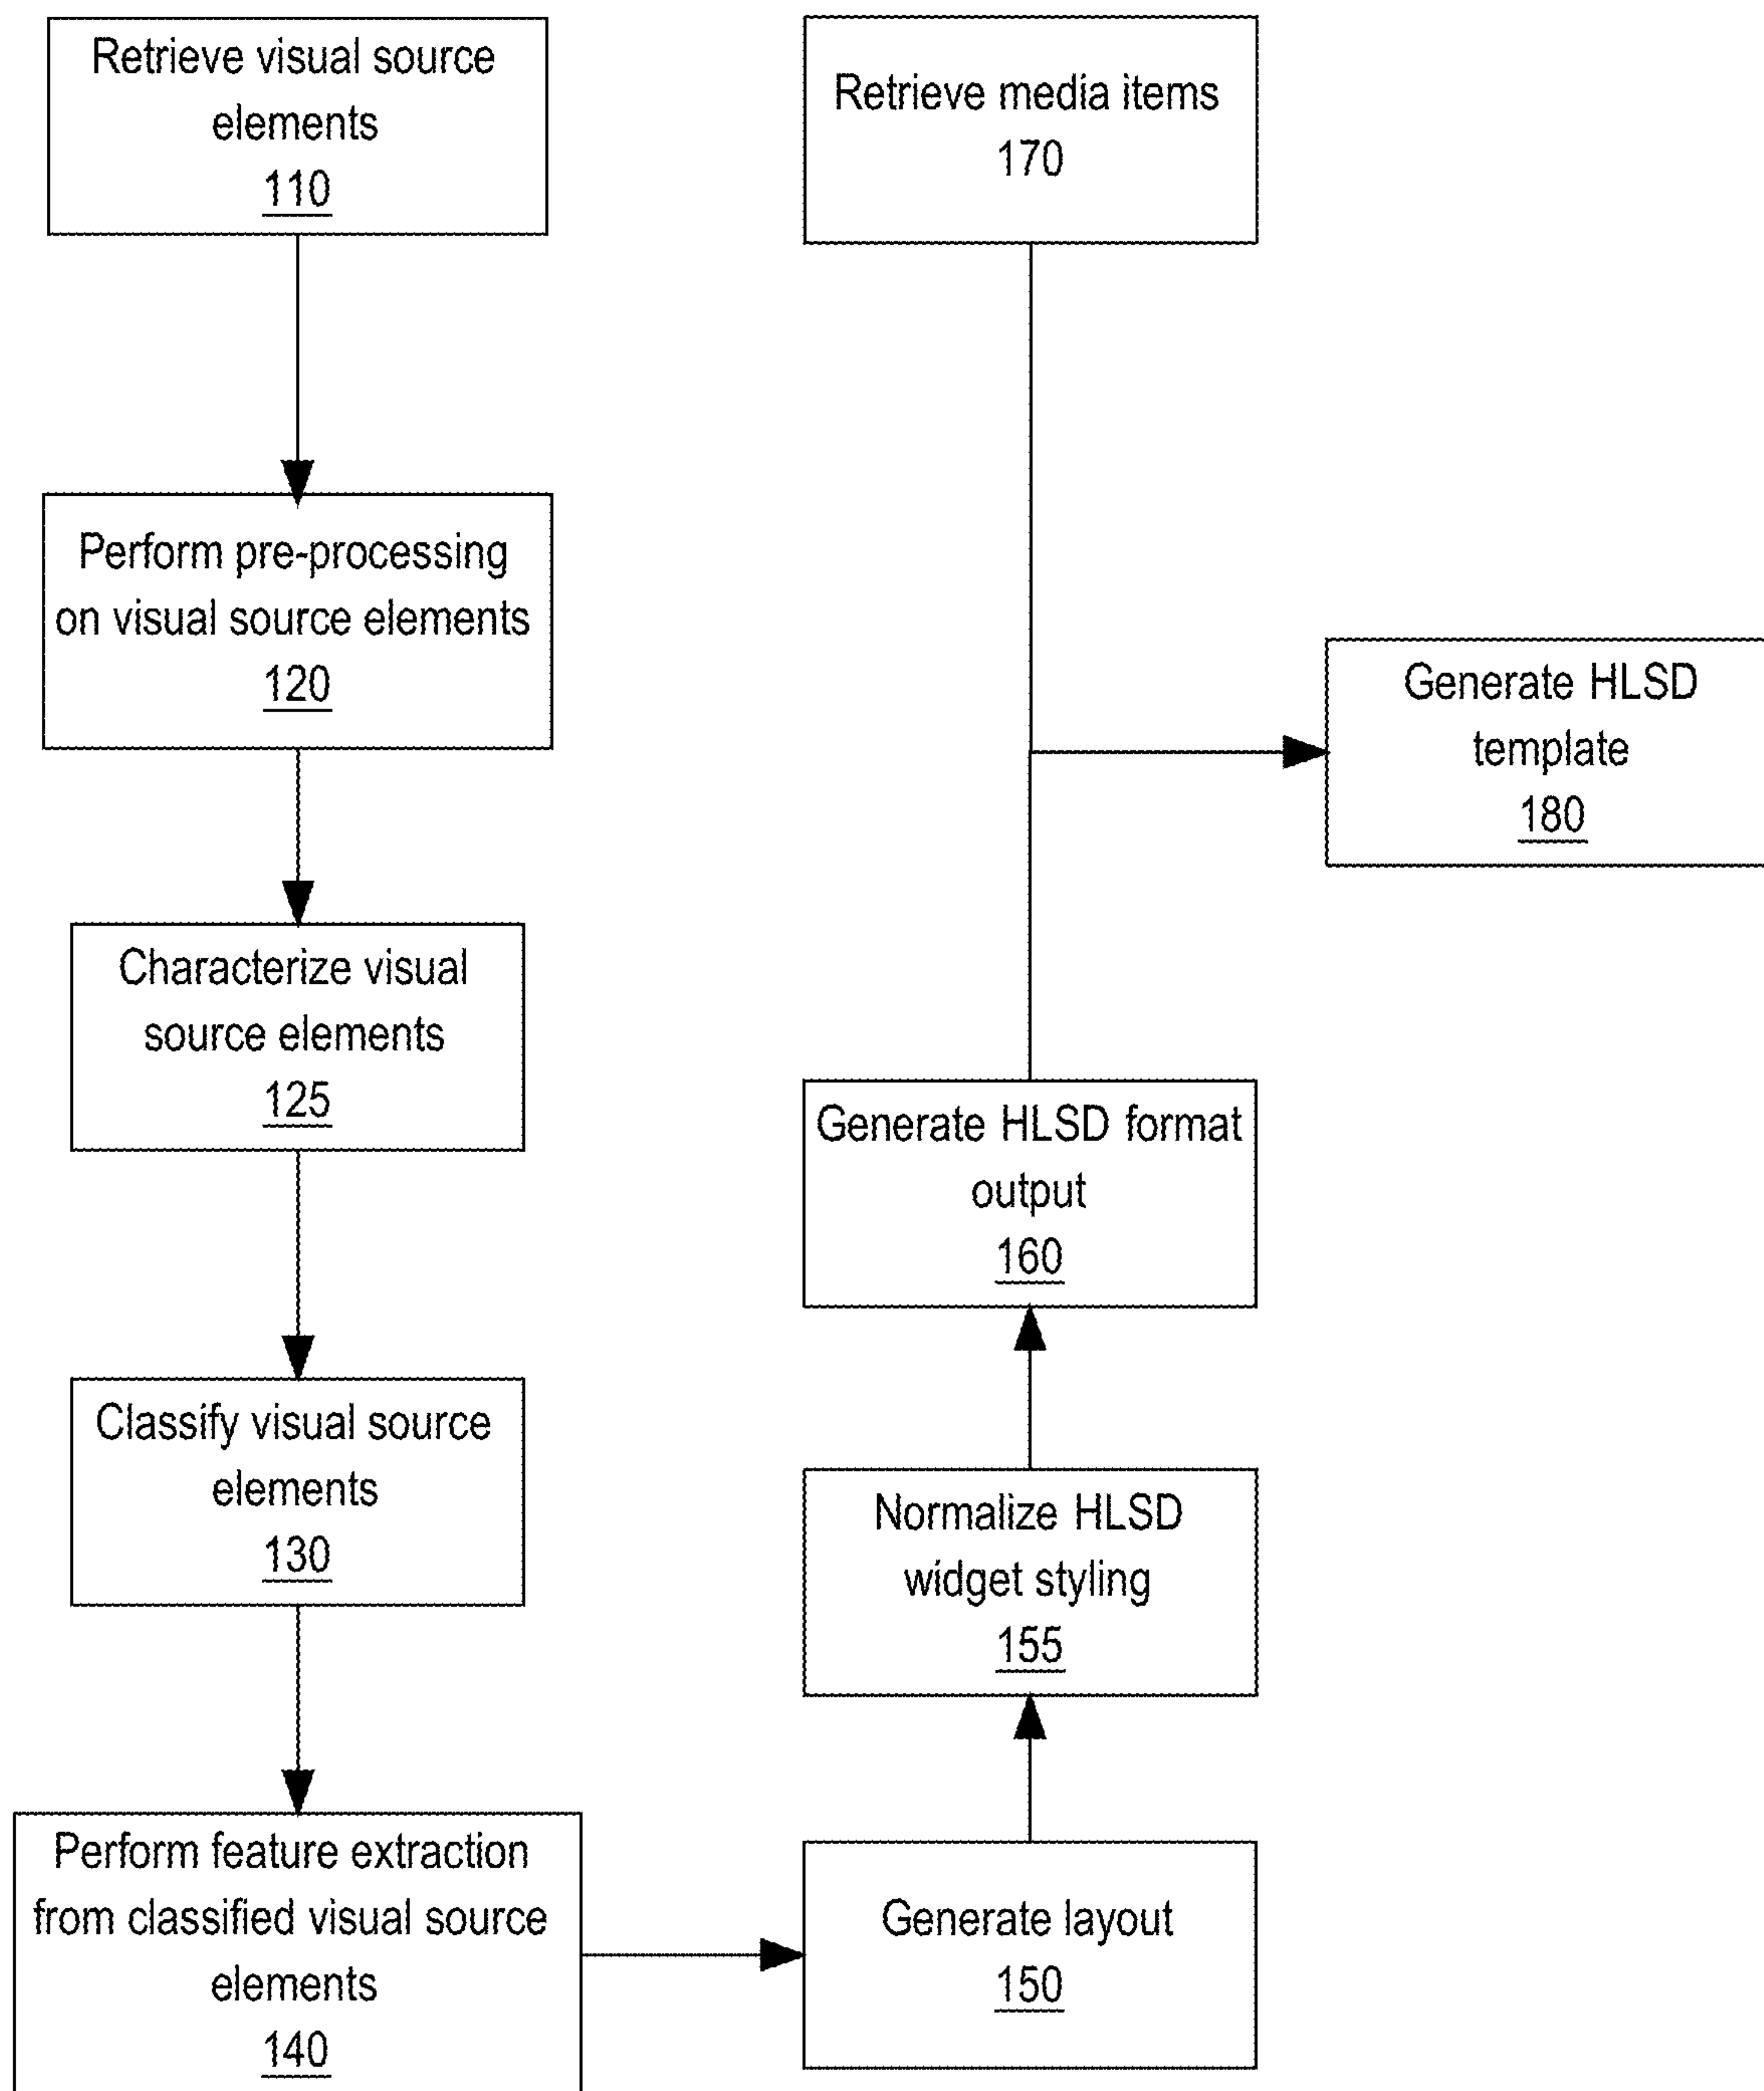 Retrieve visual source
elements
110
Perform pre-processing
on visual source elements
120
Characterize visual
source elements
125
Classify visual source
elements
130
Perform feature extraction
from classified visual source
elements
140
Generate layout
150
Normalize HLSD
widget styling
155
Generate HLSD format
output
160
Retrieve media items
170
Generate HLSD
template
180